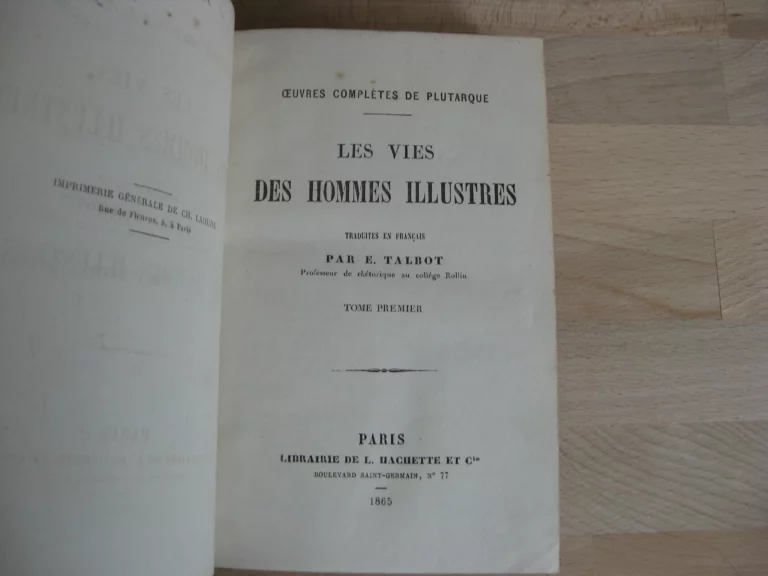 IMPRIMERIE GÉNÉRALE DE CH. LAHURE
Rue de Fleurus, 9, à Paris
ŒUVRES COMPLÈTES DE PLUTARQUE
LES VIES
DES HOMMES ILLUSTRES
TRADUITES EN FRANÇAIS
PAR E. TALBOT
Professeur de rhétorique au collége Rollin
TOME PREMIER
PARIS
LIBRAIRIE DE L. HACHETTE ET Cie
BOULEVARD SAINT-GERMAIN, N° 77
1865